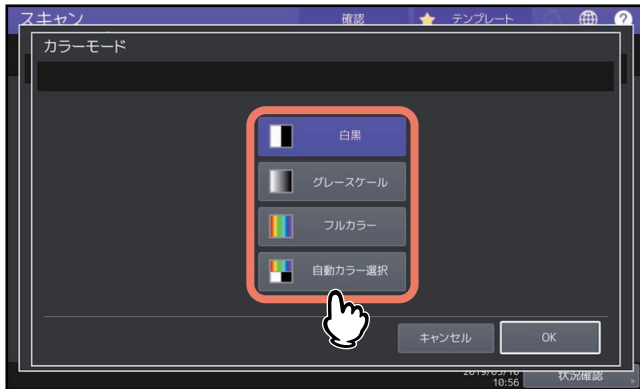 スキャン 確認 テンプレート ?
カラーモード
白黒
グレースケール
フルカラー
自動カラー選択
キャンセル OK
10:56 状況確認